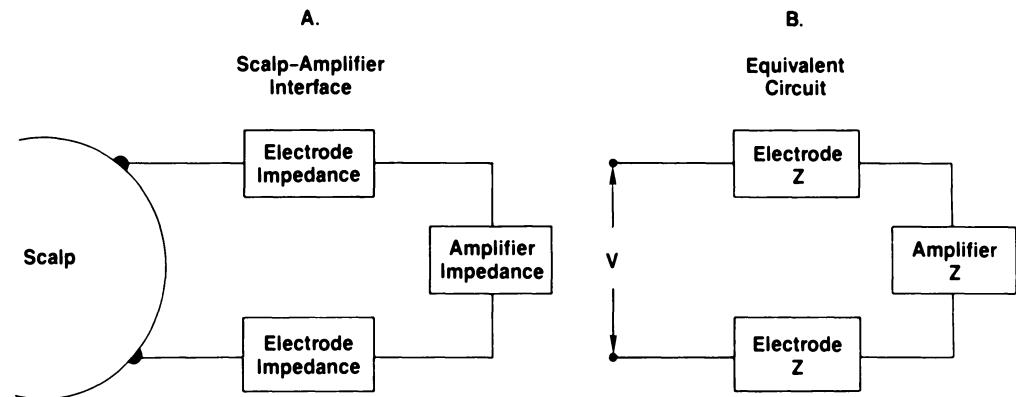 A.
Scalp–Amplifier
Interface
Electrode
Impedance
Scalp
Amplifier
Impedance
Electrode
Impedance
B.
Equivalent
Circuit
Electrode
Z
V
Amplifier
Z
Electrode
Z